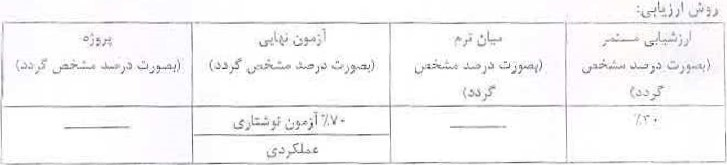 روش ارزیابی:
ارزشیابی مستمر
(بصورت درصد مشخص
گردد)
میان ترم
(بصورت درصد مشخص
گردد)
آزمون نهایی
(بصورت درصد مشخص گردد)
پروژه
(بصورت درصد مشخص گردد)
٪۳۰
٪۷۰ آزمون نوشتاری
عملکردی